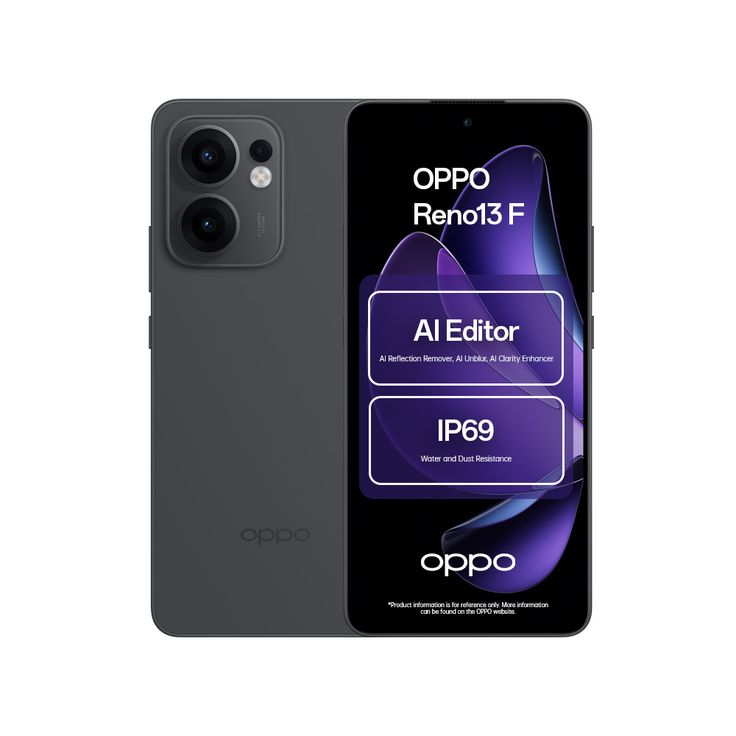 OPPO
Reno13 F
AI Editor
AI Reflection Remover, AI Unblur, AI Clarity Enhancer
IP69
Water and Dust Resistance
oppo
oppo
*Product information is for reference only. More information
can be found on the OPPO website.